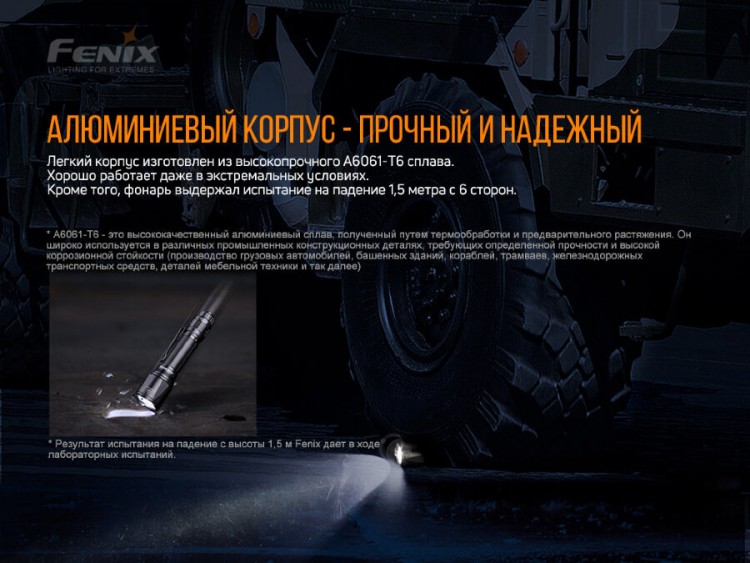 FENIX
LIGHTING FOR EXTREMES
АЛЮМИНИЕВЫЙ КОРПУС - ПРОЧНЫЙ И НАДЕЖНЫЙ
Легкий корпус изготовлен из высокопрочного А6061-Т6 сплава.
Хорошо работает даже в экстремальных условиях.
Кроме того, фонарь выдержал испытание на падение 1,5 метра с 6 сторон.
* А6061-Т6 - это высококачественный алюминиевый сплав, полученный путем термообработки и предварительного растяжения. Он
широко используется в различных промышленных конструкционных деталях, требующих определенной прочности и высокой
коррозионной стойкости (производство грузовых автомобилей, башенных зданий, кораблей, трамваев, железнодорожных
транспортных средств, деталей мебельной техники и так далее)
* Результат испытания на падение с высоты 1,5 м Fenix дает в ходе
лабораторных испытаний.